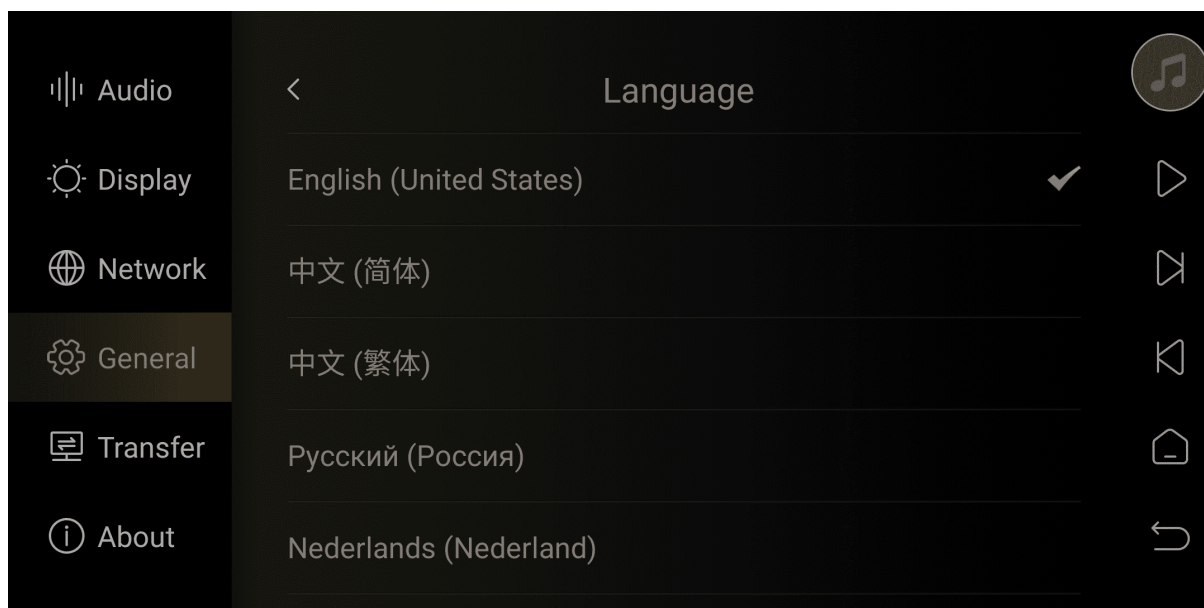 Audio
Display
Network
General
Transfer
About
Language
English (United States)
中文 (简体)
中文 (繁体)
Русский (Россия)
Nederlands (Nederland)